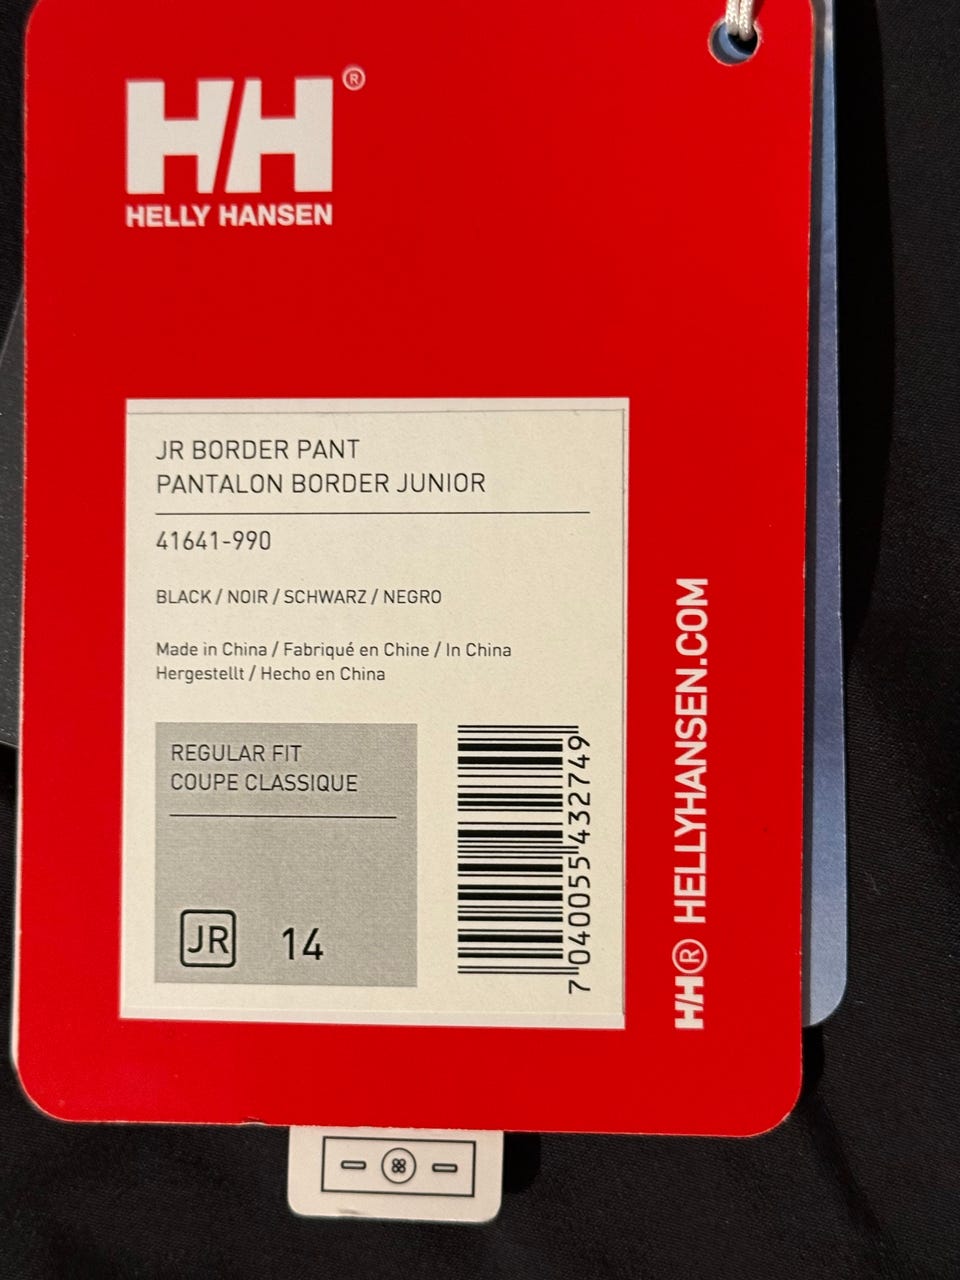 HH®
HELLY HANSEN
JR BORDER PANT
PANTALON BORDER JUNIOR
41641-990
BLACK / NOIR / SCHWARZ / NEGRO
Made in China / Fabriqué en Chine / In China
Hergestellt / Hecho en China
REGULAR FIT
COUPE CLASSIQUE
JR 14
7 040055 432749
HH® HELLYHANSEN.COM